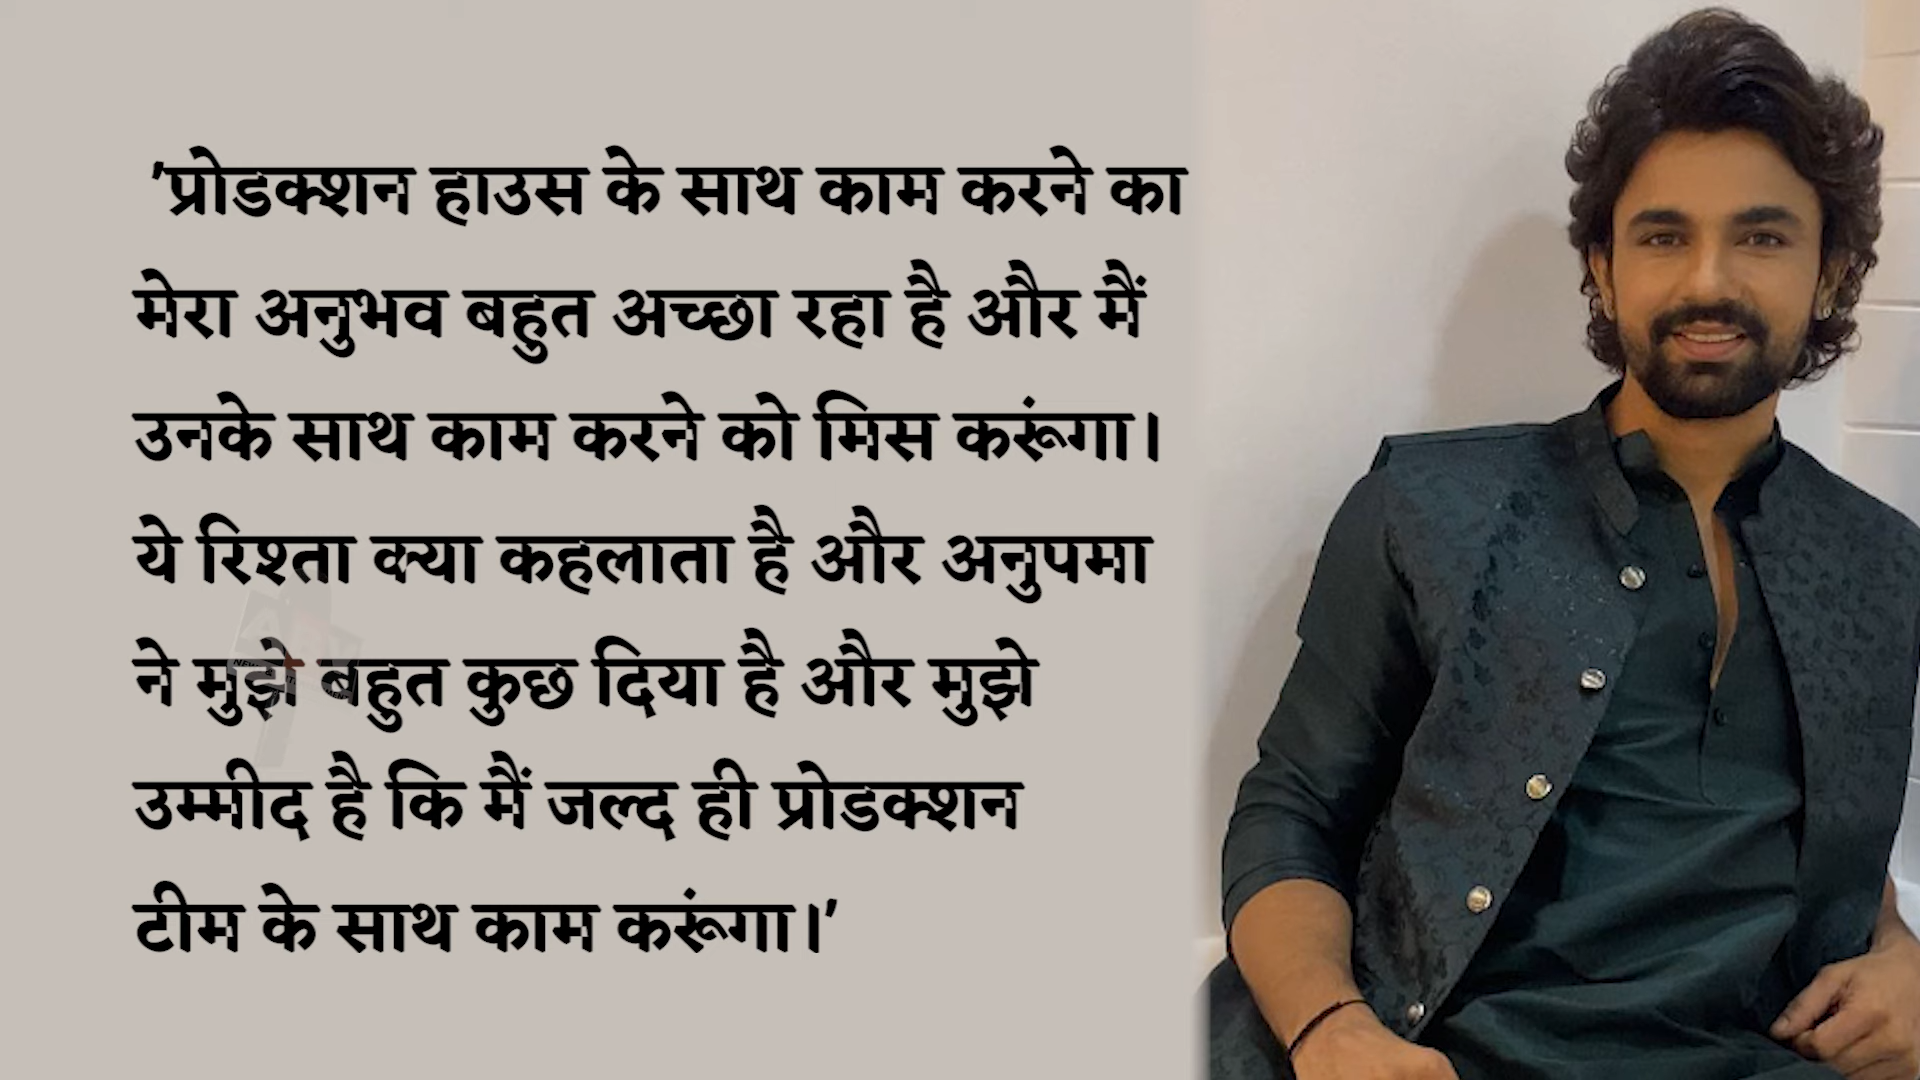 'प्रोडक्शन हाउस के साथ काम करने का
मेरा अनुभव बहुत अच्छा रहा है और मैं
उनके साथ काम करने को मिस करूंगा।
ये रिश्ता क्या कहलाता है और अनुपमा
ने मुझे बहुत कुछ दिया है और मुझे
उम्मीद है कि मैं जल्द ही प्रोडक्शन
टीम के साथ काम करूंगा।'